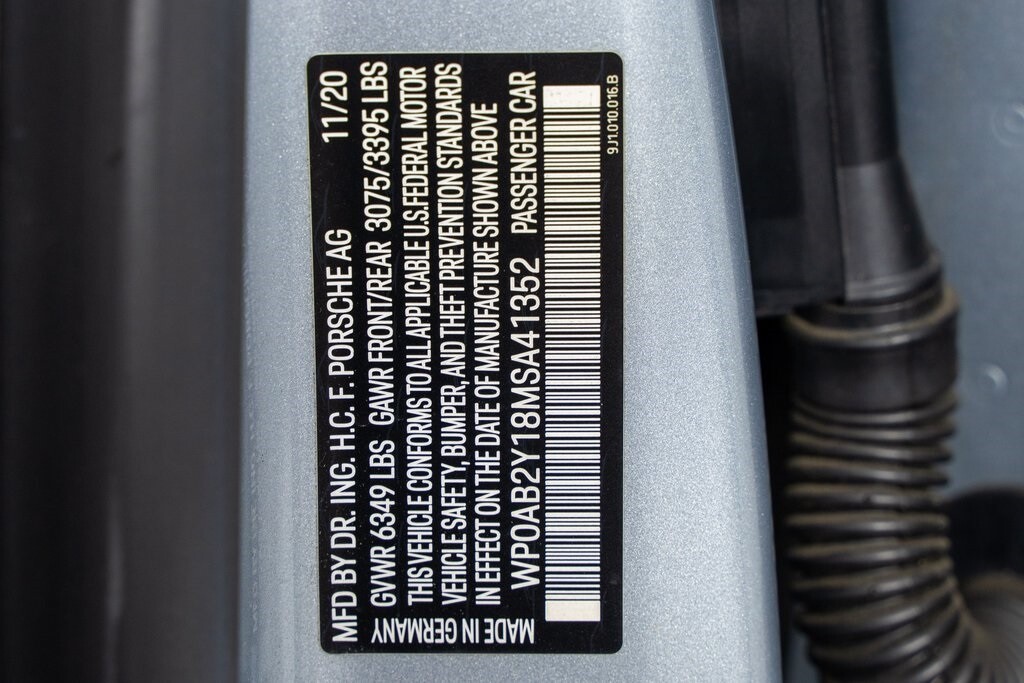 MFD BY DR. ING. H.C. F. PORSCHE AG 11/20
GVWR 6349 LBS GAWR FRONT/REAR 3075/3395 LBS
THIS VEHICLE CONFORMS TO ALL APPLICABLE U.S.FEDERAL MOTOR
VEHICLE SAFETY, BUMPER, AND THEFT PREVENTION STANDARDS
IN EFFECT ON THE DATE OF MANUFACTURE SHOWN ABOVE
WP0AB2Y18MSA41352 PASSENGER CAR
MADE IN GERMANY
9J1.010.016.B